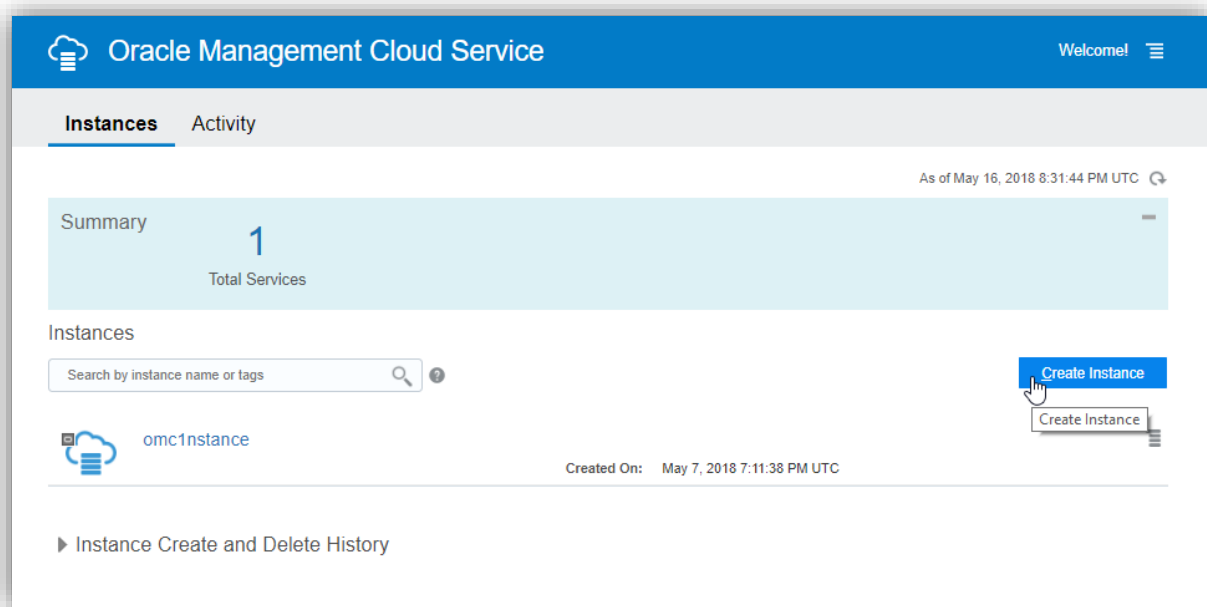 Oracle Management Cloud Service
Welcome!
Instances Activity
As of May 16, 2018 8:31:44 PM UTC
Summary
1
Total Services
Instances
Search by instance name or tags
Create Instance
Create Instance
omc1nstance
Created On: May 7, 2018 7:11:38 PM UTC
Instance Create and Delete History